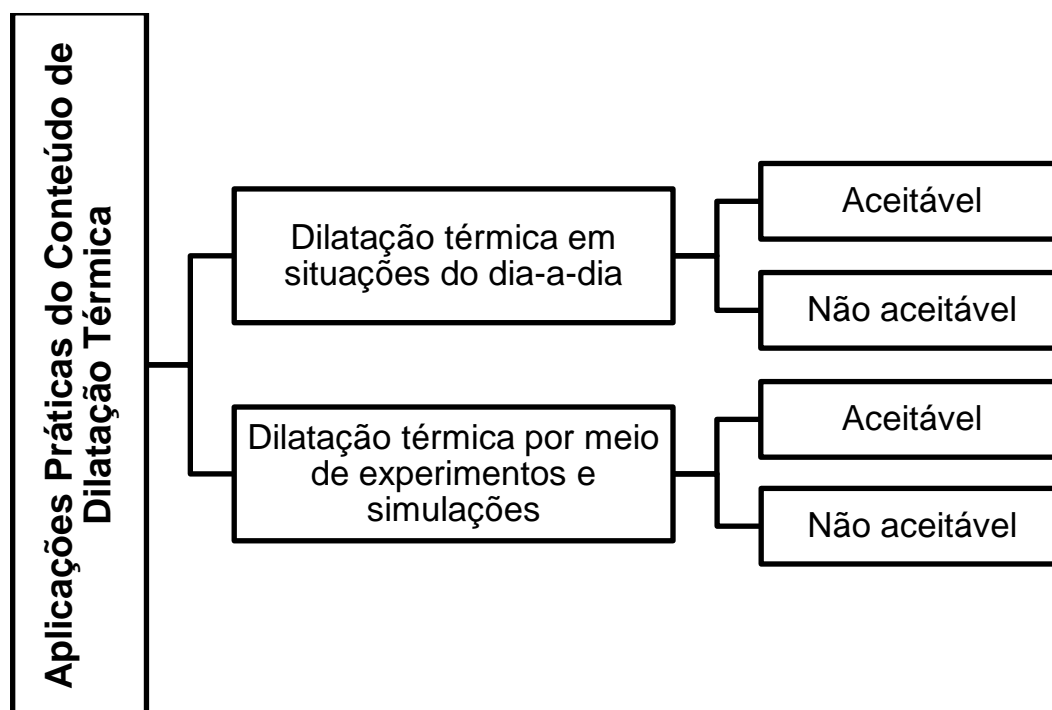 Aplicações Práticas do Conteúdo de
Dilatação Térmica
Dilatação térmica em
situações do dia-a-dia
Aceitável
Não aceitável
Dilatação térmica por meio
de experimentos e
simulações
Aceitável
Não aceitável